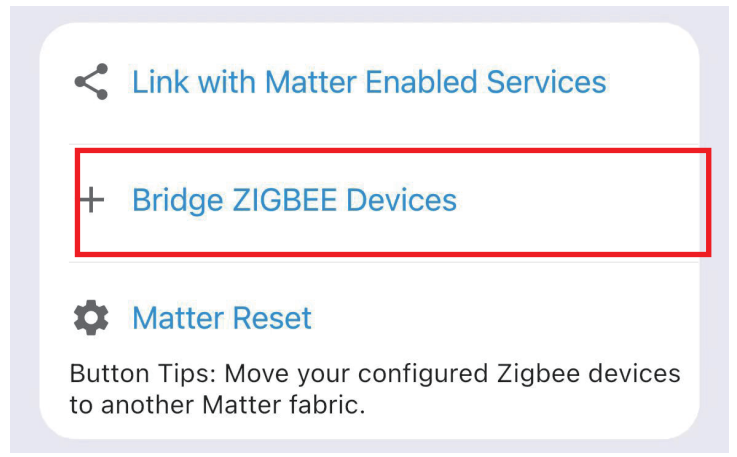 Link with Matter Enabled Services
Bridge ZIGBEE Devices
Matter Reset
Button Tips: Move your configured Zigbee devices
to another Matter fabric.